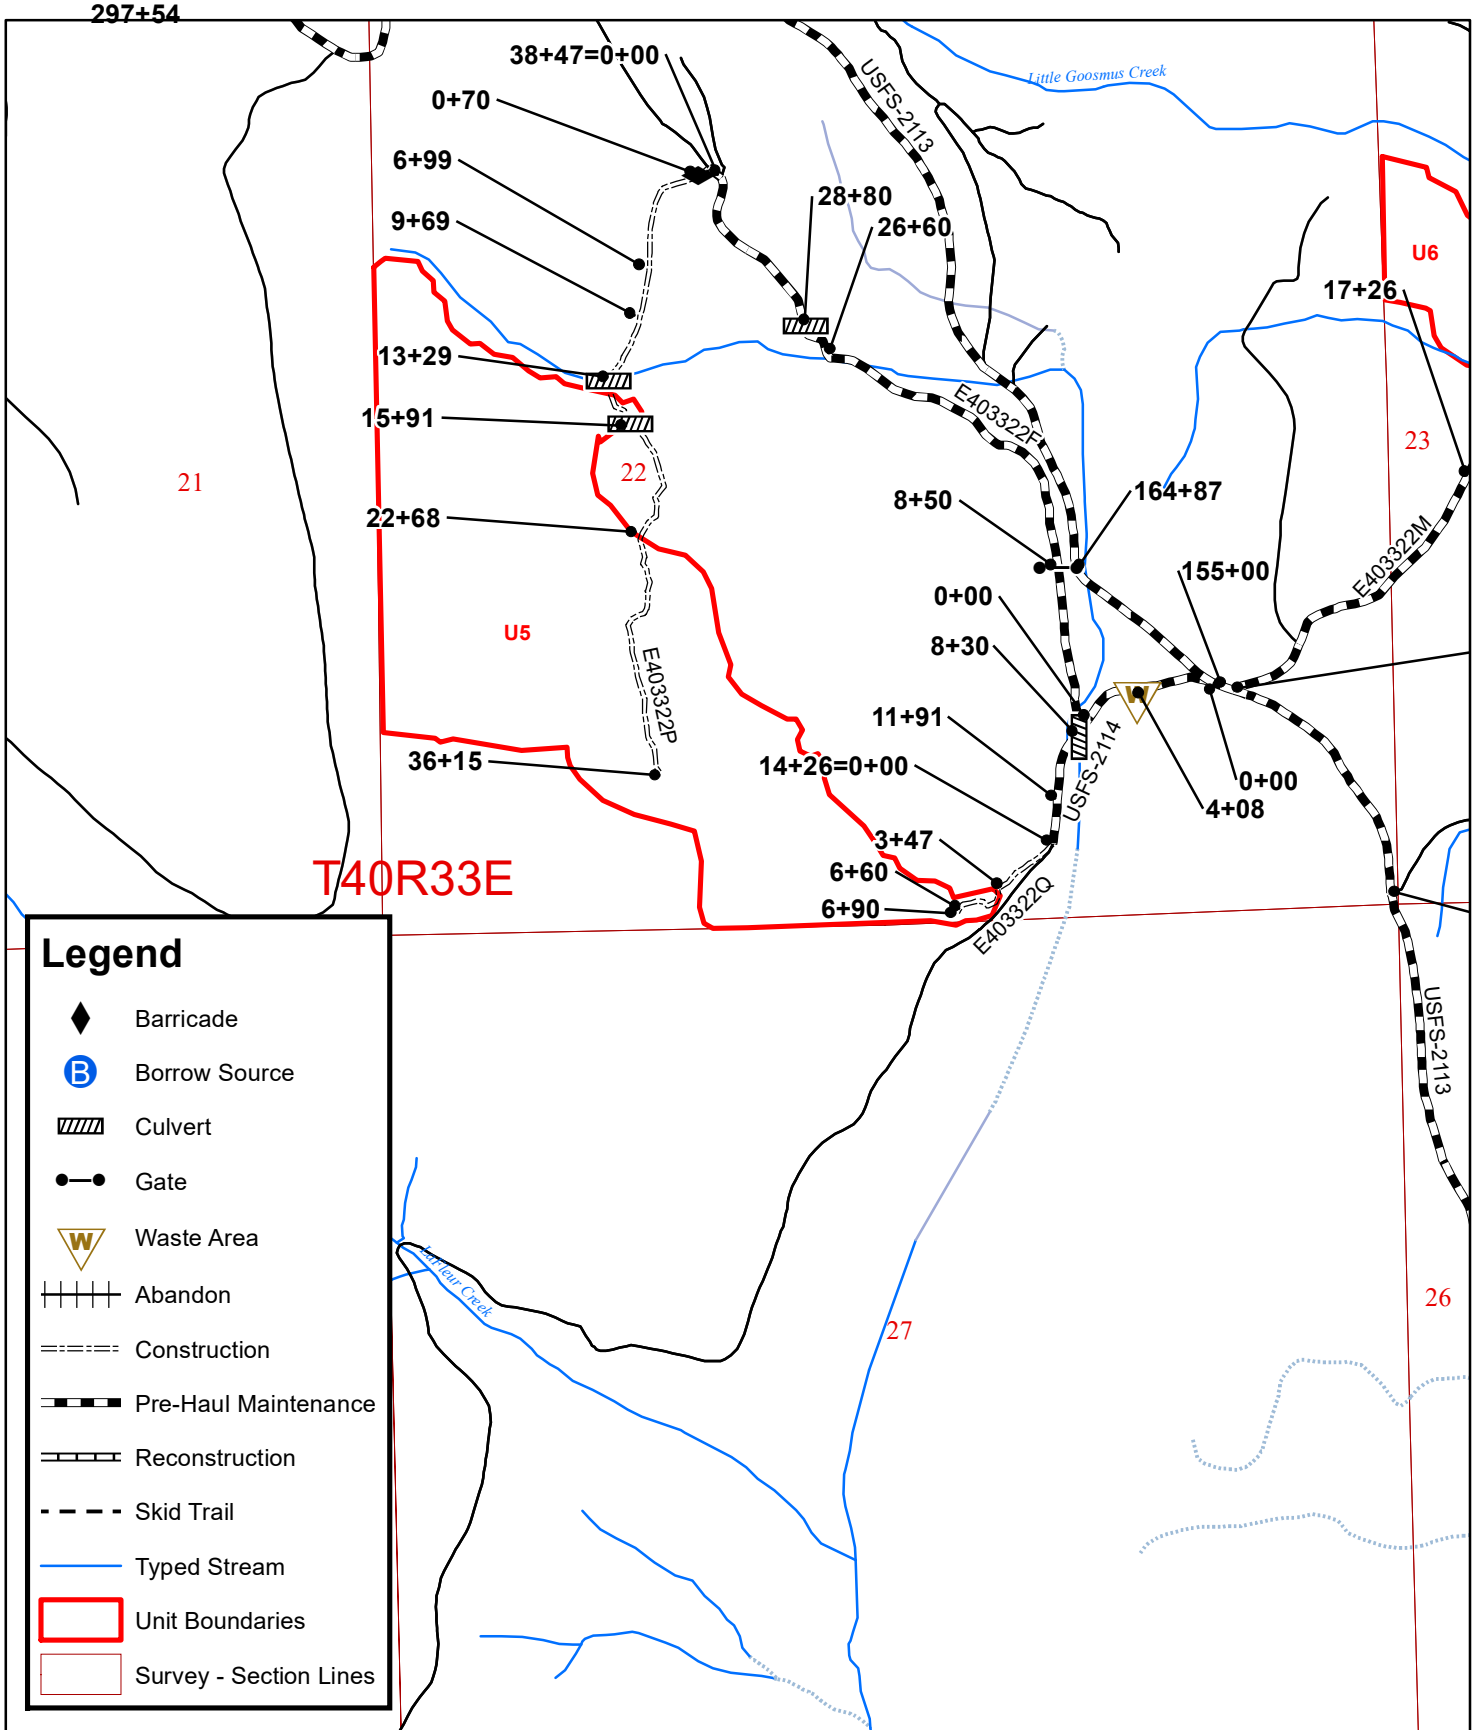 297+54
38+47=0+00
0+70
6+99
9+69
13+29
15+91
22+68
36+15
28+80
26+60
USFS-2113
Little Goosmus Creek
U6
17+26
23
21
22
U5
E403322P
E403322F
8+50
164+87
0+00
155+00
8+30
E403322M
W
11+91
14+26=0+00
USFS-2114
0+00
4+08
3+47
6+60
6+90
E403322Q
T40R33E
USFS-2113
LaFleur Creek
27
26
Legend
Barricade
B Borrow Source
Culvert
Gate
W Waste Area
Abandon
Construction
Pre-Haul Maintenance
Reconstruction
Skid Trail
Typed Stream
Unit Boundaries
Survey - Section Lines